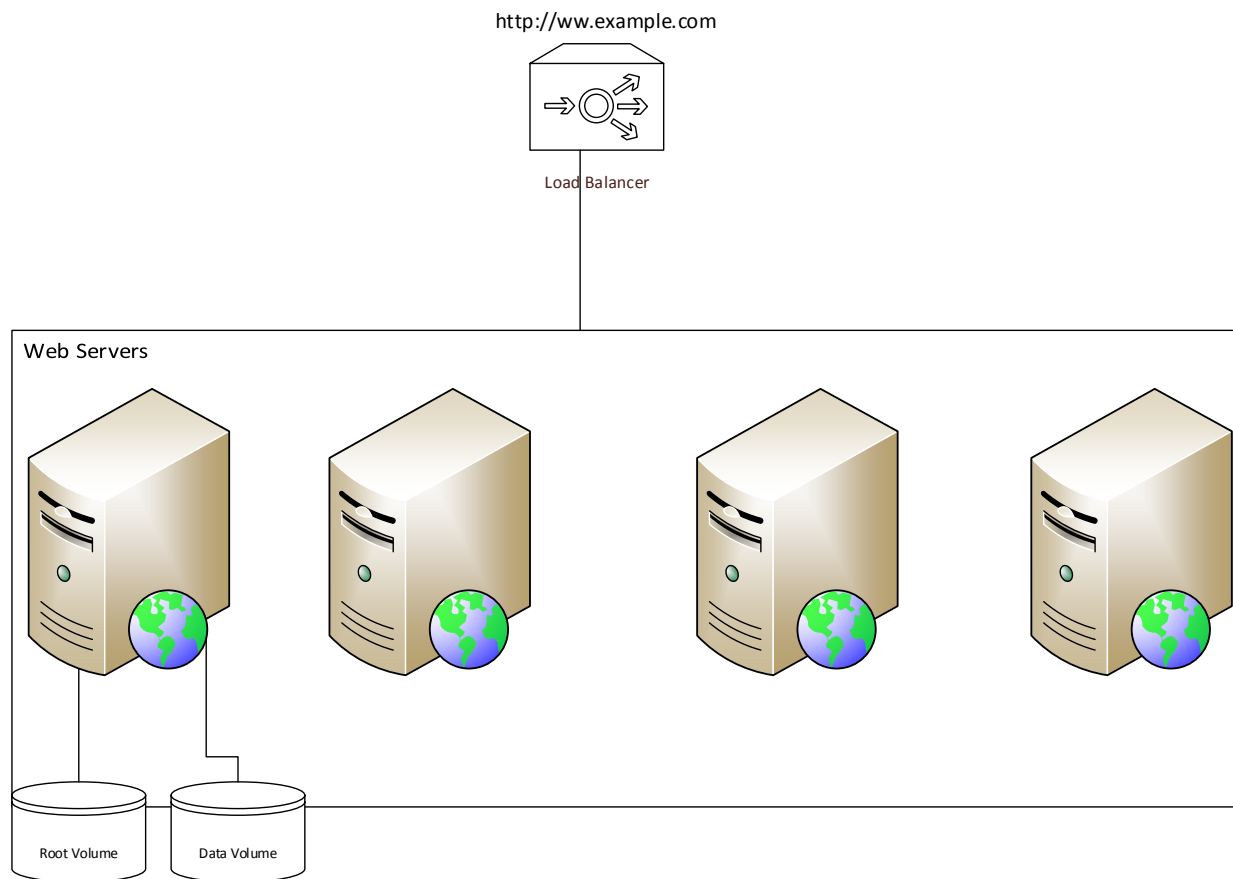 http://ww.example.com
Load Balancer
Web Servers
Root Volume
Data Volume